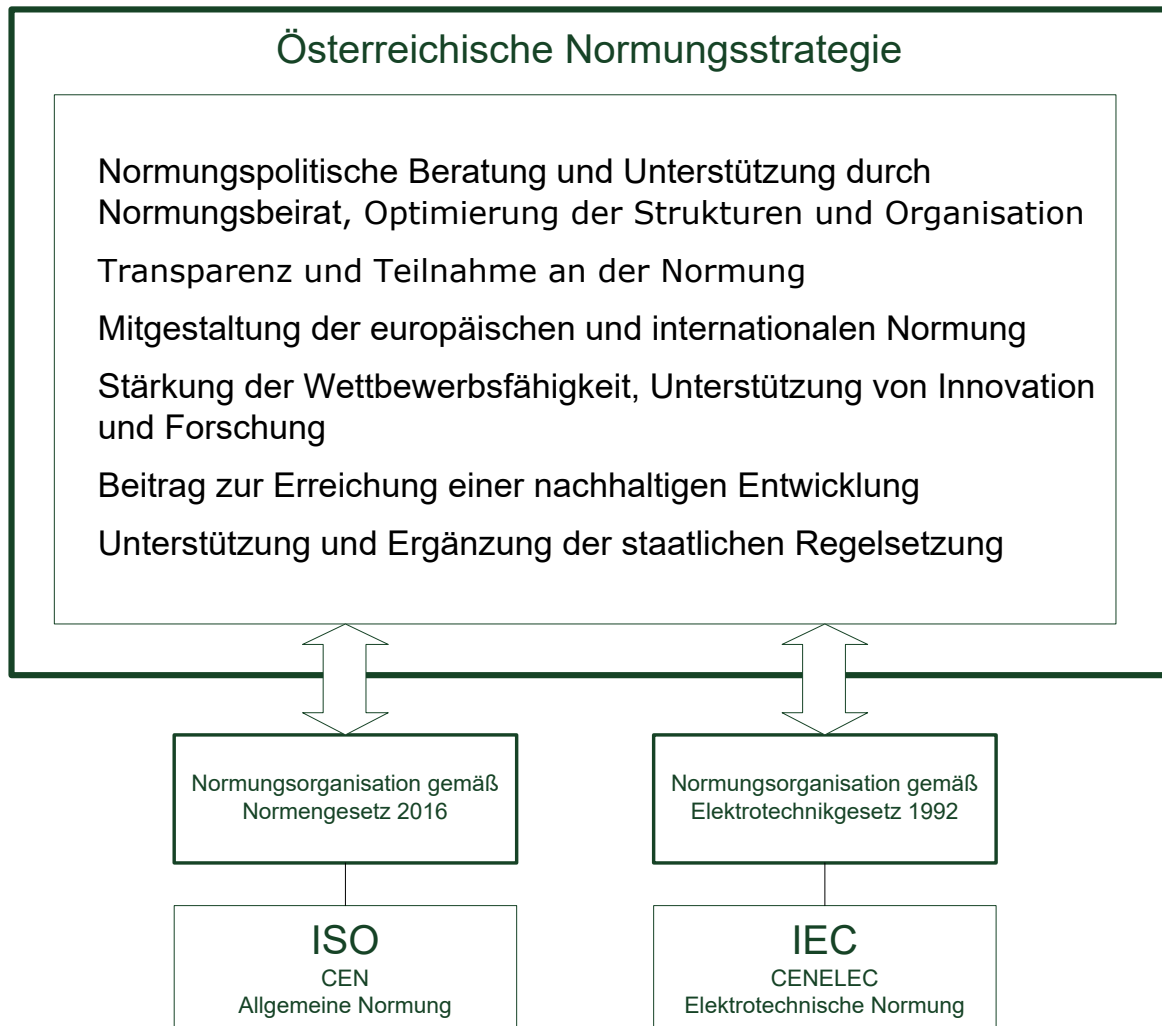 Österreichische Normungsstrategie
Normungspolitische Beratung und Unterstützung durch
Normungsbeirat, Optimierung der Strukturen und Organisation
Transparenz und Teilnahme an der Normung
Mitgestaltung der europäischen und internationalen Normung
Stärkung der Wettbewerbsfähigkeit, Unterstützung von Innovation
und Forschung
Beitrag zur Erreichung einer nachhaltigen Entwicklung
Unterstützung und Ergänzung der staatlichen Regelsetzung
Normungsorganisation gemäß
Normengesetz 2016
Normungsorganisation gemäß
Elektrotechnikgesetz 1992
ISO
CEN
Allgemeine Normung
IEC
CENELEC
Elektrotechnische Normung